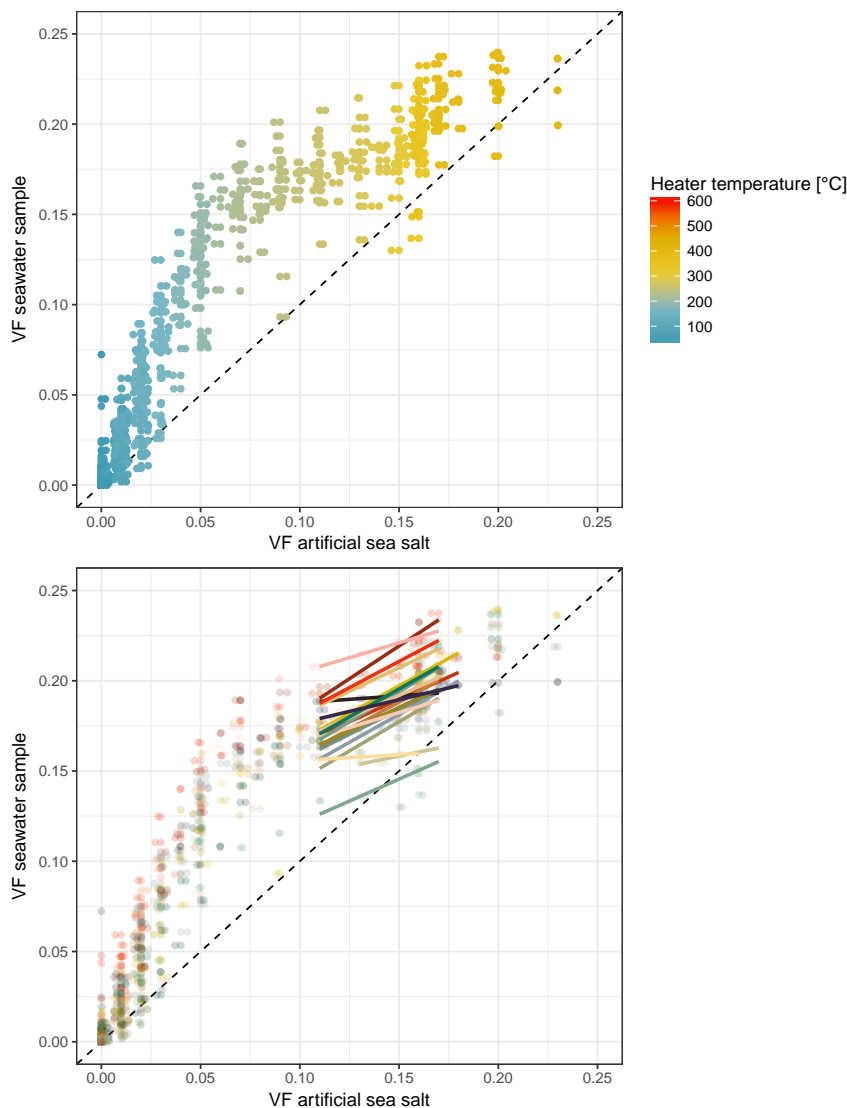 0.25
0.20
0.15
0.10
0.05
0.00
VF seawater sample
0.00 0.05 0.10 0.15 0.20 0.25
VF artificial sea salt
Heater temperature [°C]
600
500
400
300
200
100
0.25
0.20
0.15
0.10
0.05
0.00
VF seawater sample
0.00 0.05 0.10 0.15 0.20 0.25
VF artificial sea salt